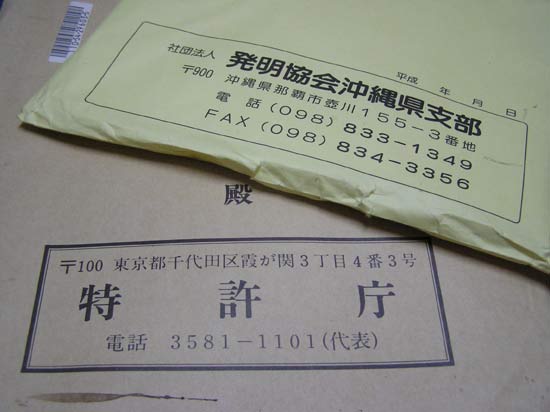 平成　年　月　日
社団法人 発明協会沖縄県支部
〒900 沖縄県那覇市壺川155-3番地
電話 (098) 833-1349
FAX (098) 834-3356
殿
〒100 東京都千代田区霞が関3丁目4番3号
特許庁
電話 3581-1101(代表)